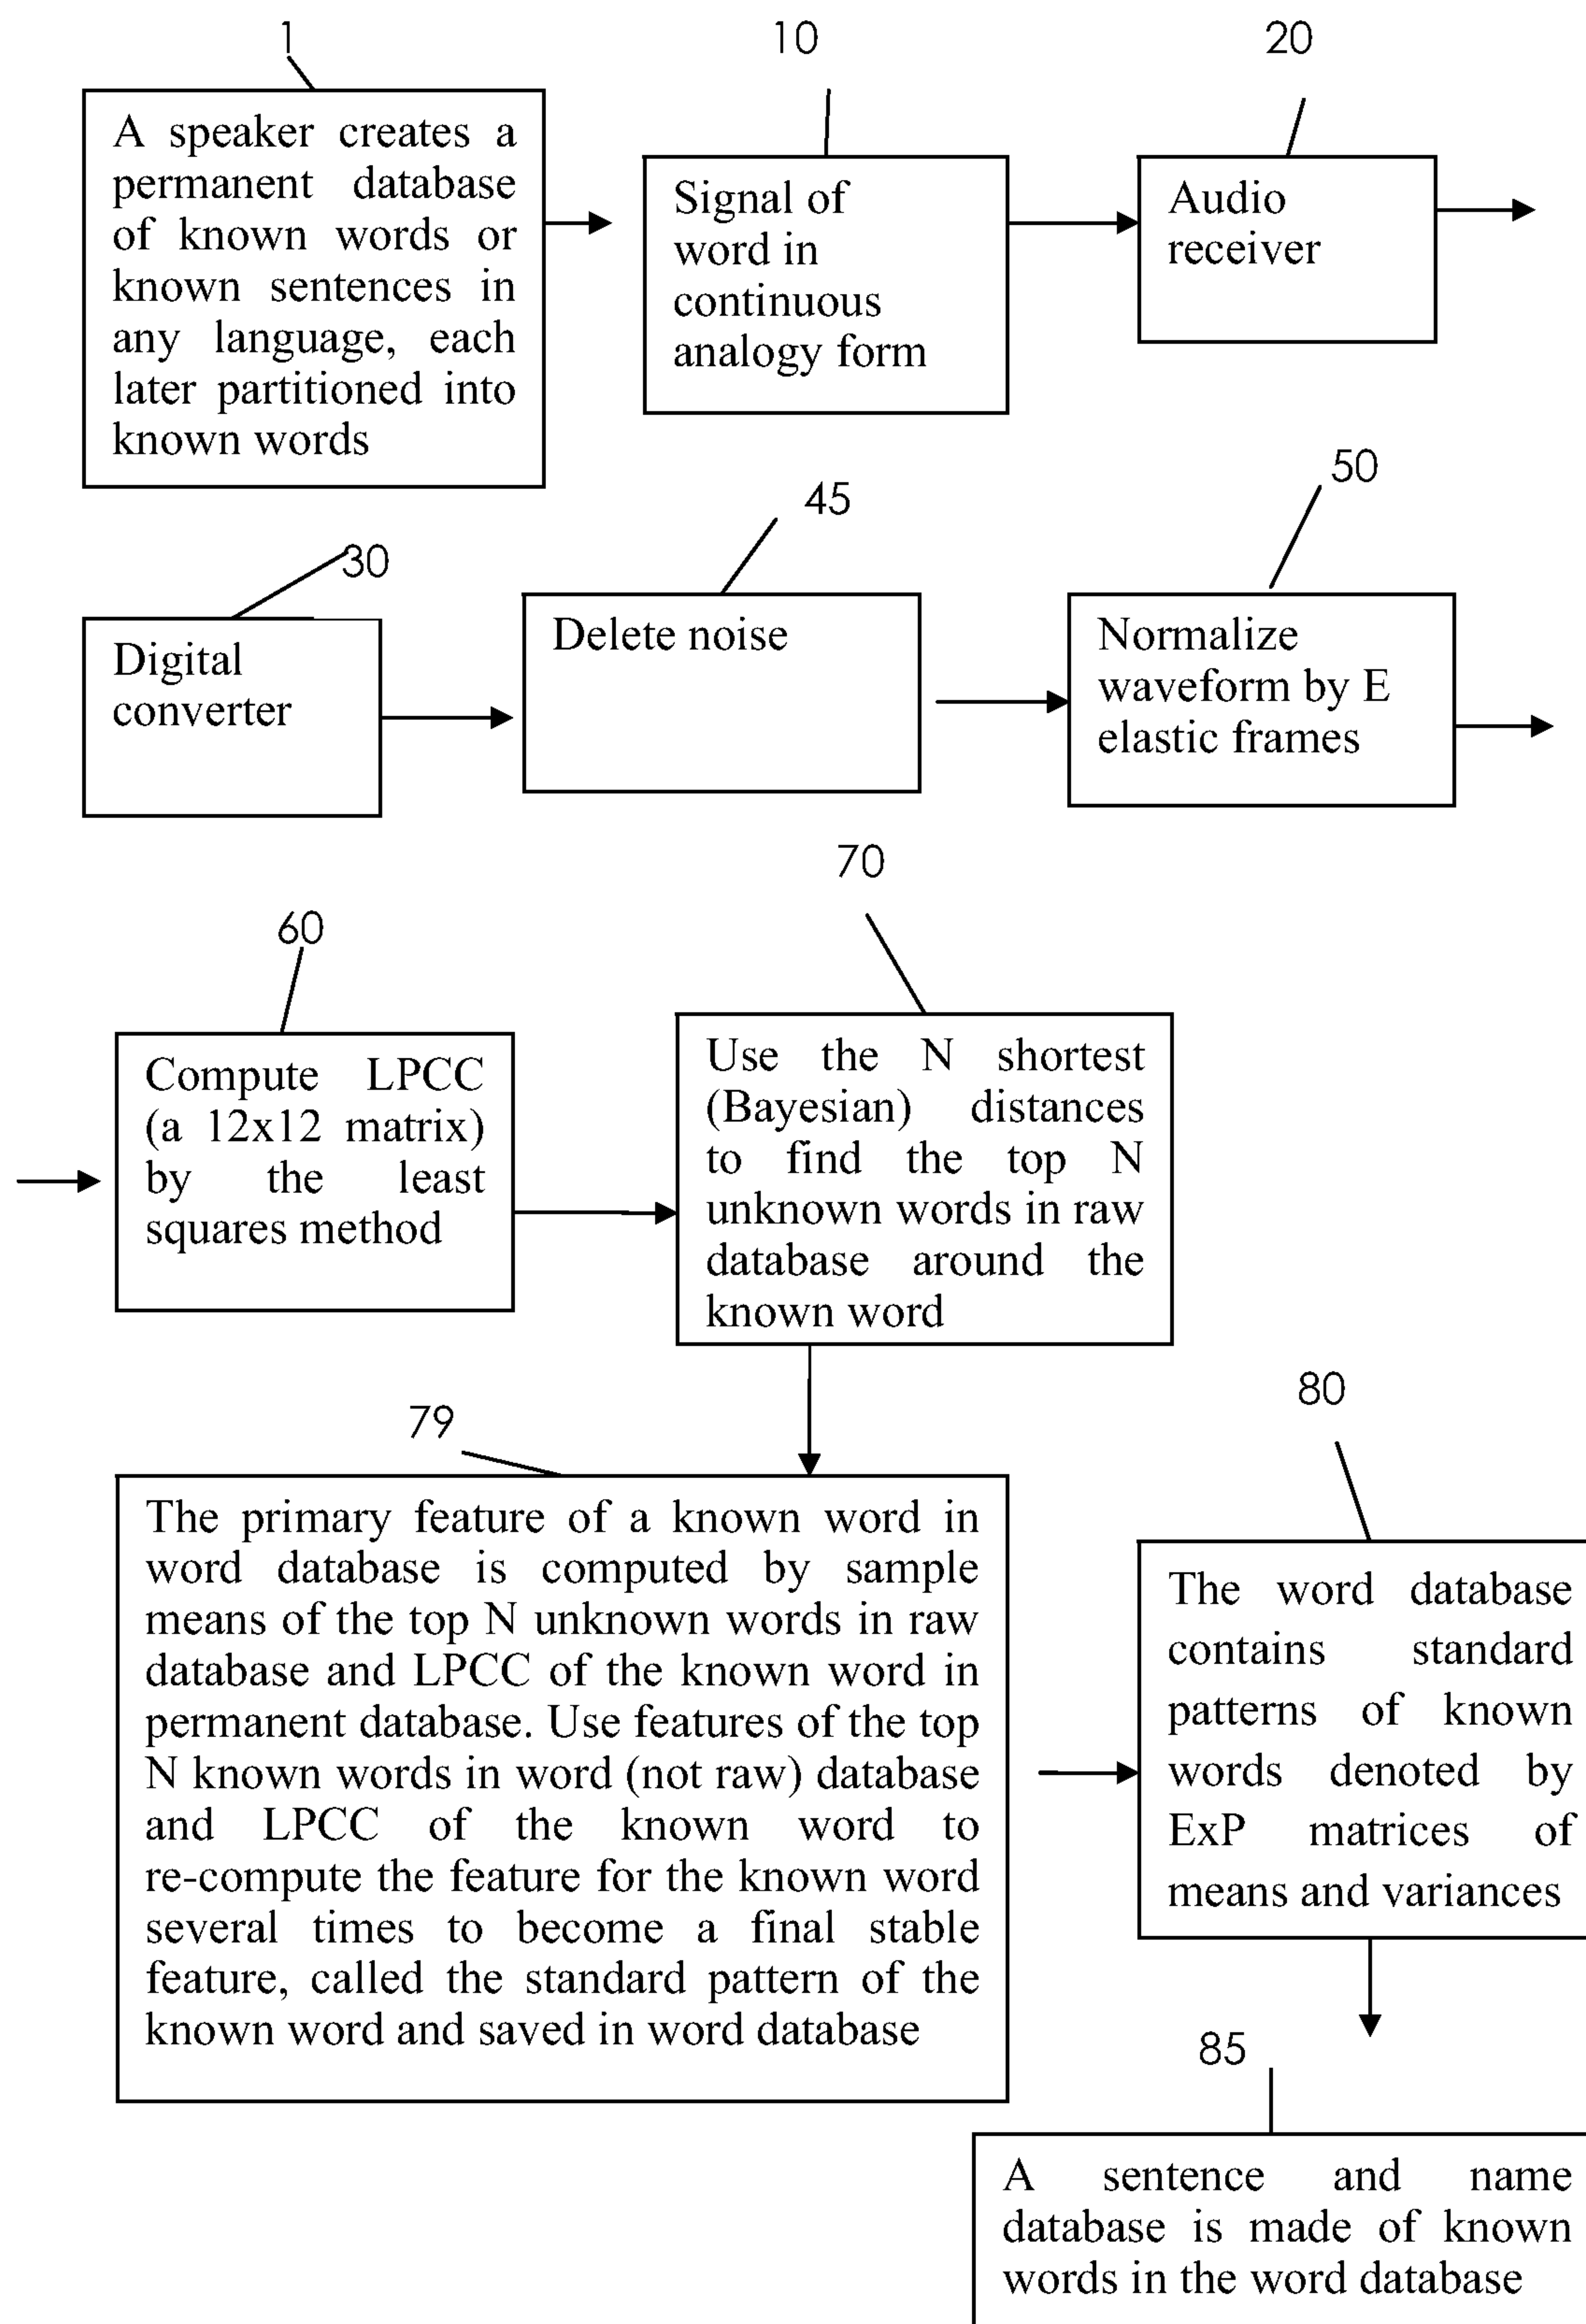 1
A speaker creates a
permanent database
of known words or
known sentences in
any language, each
later partitioned into
known words
10
Signal of
word in
continuous
analogy form
20
Audio
receiver
30
Digital
converter
45
Delete noise
50
Normalize
waveform by E
elastic frames
60
Compute LPCC
(a 12x12 matrix)
by the least
squares method
70
Use the N shortest
(Bayesian) distances
to find the top N
unknown words in raw
database around the
known word
79
The primary feature of a known word in
word database is computed by sample
means of the top N unknown words in raw
database and LPCC of the known word in
permanent database. Use features of the top
N known words in word (not raw) database
and LPCC of the known word to
re-compute the feature for the known word
several times to become a final stable
feature, called the standard pattern of the
known word and saved in word database
80
The word database
contains standard
patterns of known
words denoted by
ExP matrices of
means and variances
85
A sentence and name
database is made of known
words in the word database